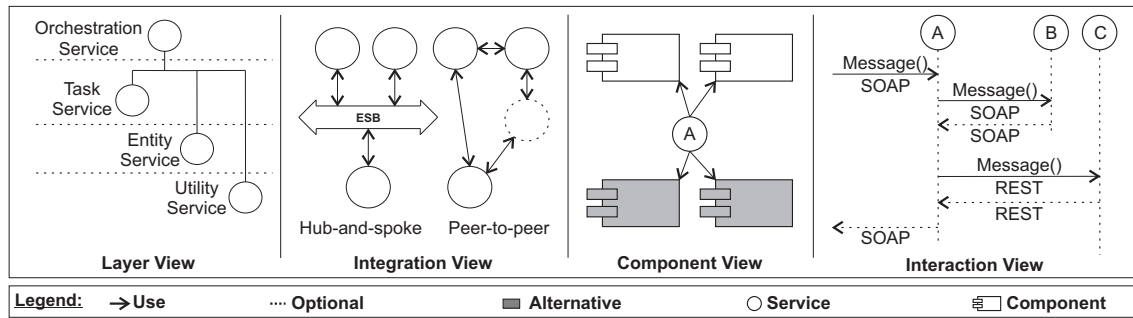 Orchestration
Service
Task
Service
Entity
Service
Utility
Service
Layer View
ESB
Hub-and-spoke
Peer-to-peer
Integration View
A
Component View
A
B
C
Message()
SOAP
Message()
SOAP
SOAP
Message()
REST
REST
SOAP
Interaction View
Legend: Use Optional Alternative Service Component